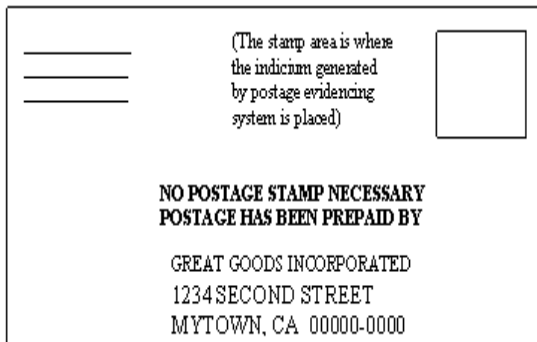 (The stamp area is where
the indicium generated
by postage evidencing
system is placed)
NO POSTAGE STAMP NECESSARY
POSTAGE HAS BEEN PREPAID BY
GREAT GOODS INCORPORATED
1234 SECOND STREET
MYTOWN, CA 00000-0000